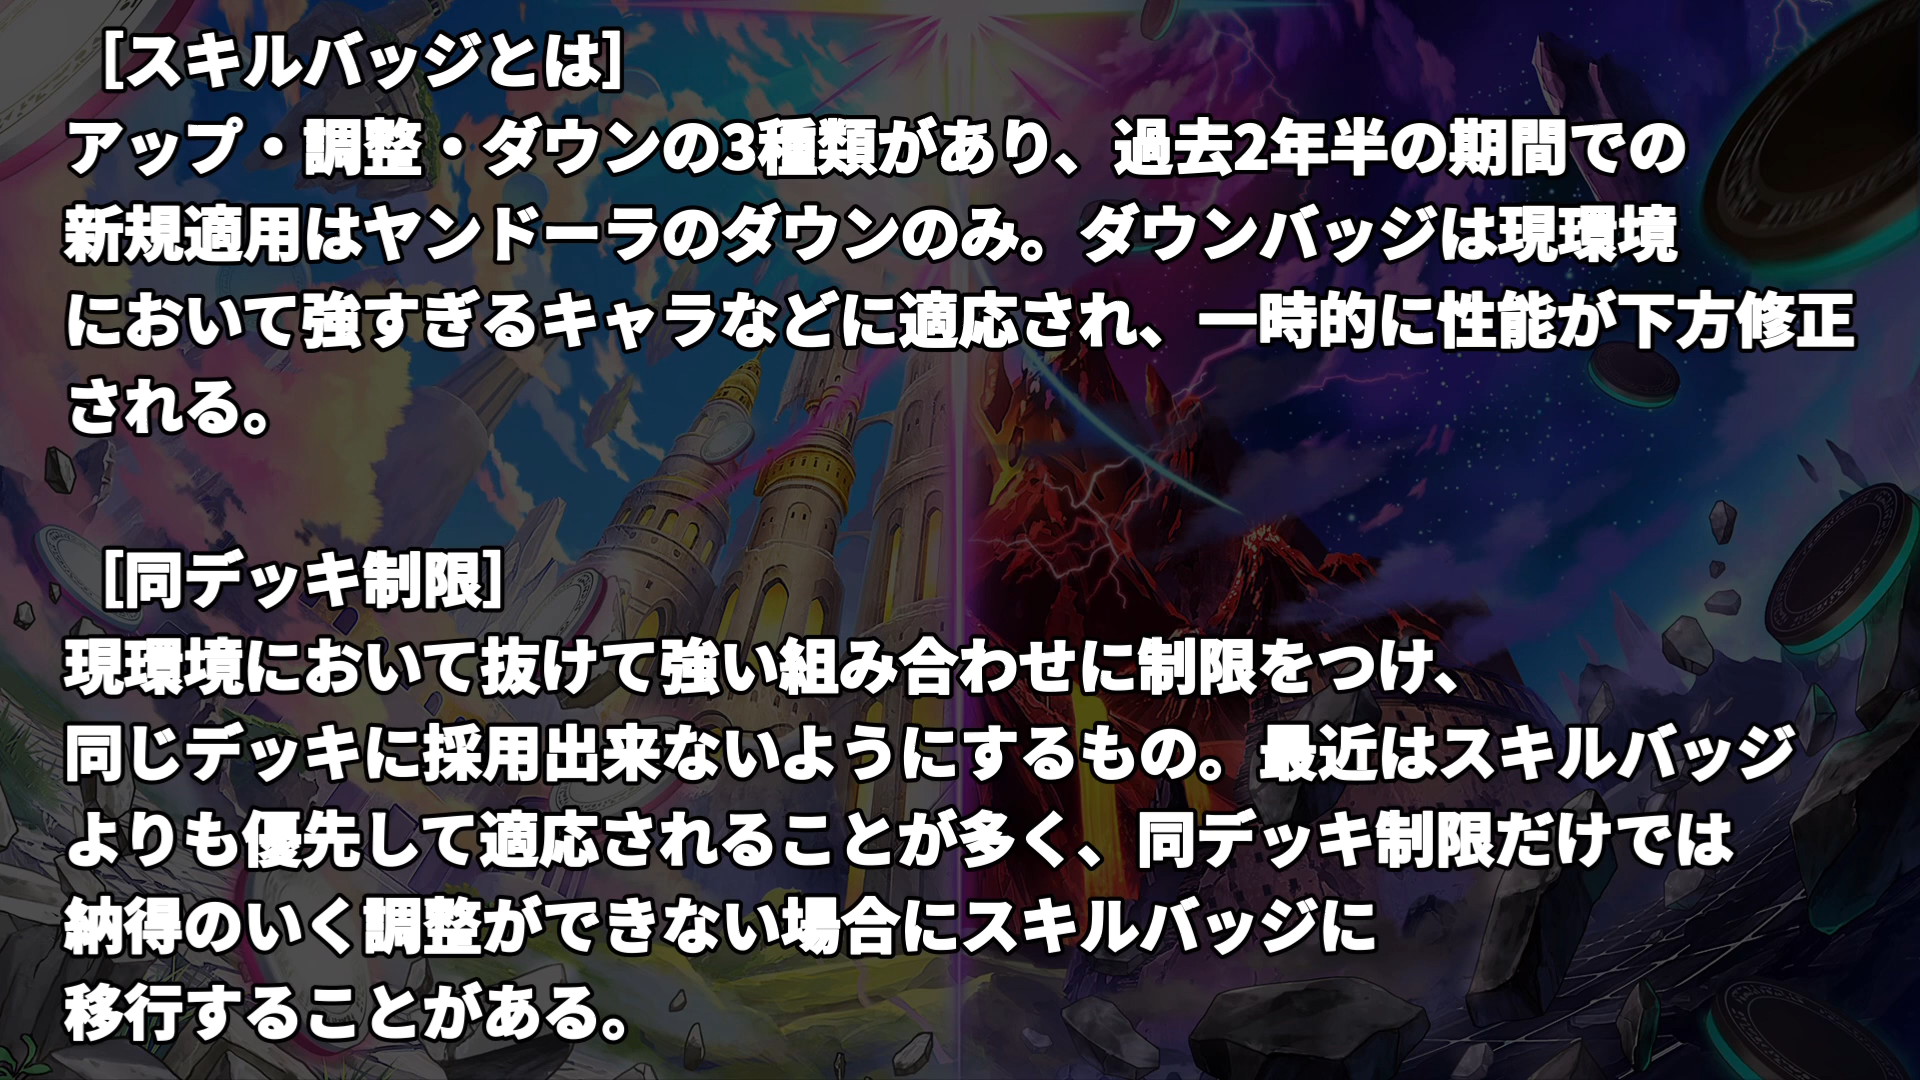 ［スキルバッジとは］
アップ・調整・ダウンの3種類があり、過去2年半の期間での
新規適用はヤンドーラのダウンのみ。ダウンバッジは現環境
において強すぎるキャラなどに適応され、一時的に性能が下方修正
される。
［同デッキ制限］
現環境において抜けて強い組み合わせに制限をつけ、
同じデッキに採用出来ないようにするもの。最近はスキルバッジ
よりも優先して適応されることが多く、同デッキ制限だけでは
納得のいく調整ができない場合にスキルバッジに
移行することがある。